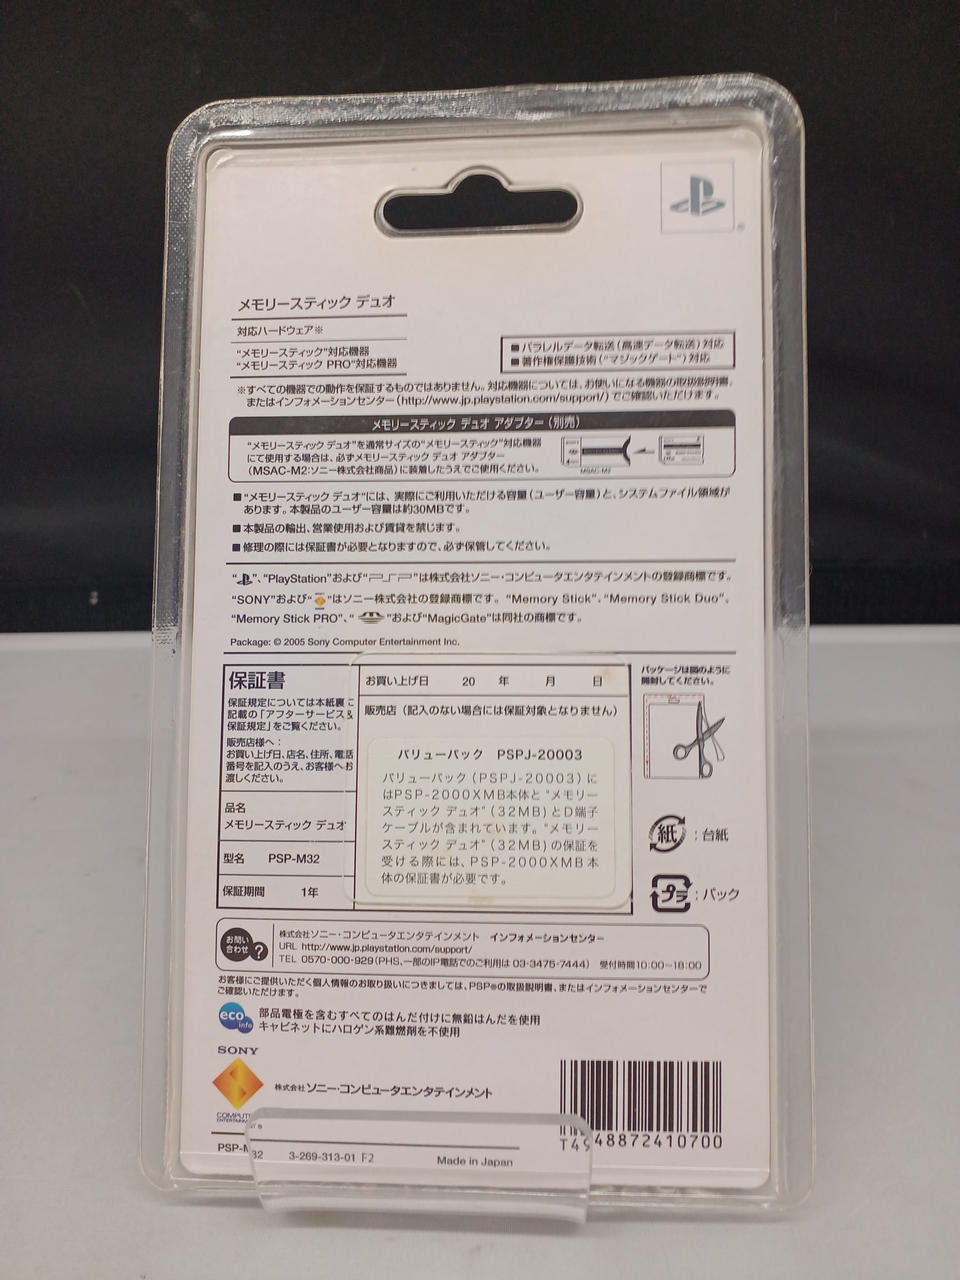 メモリースティック デュオ
対応ハードウェア※
"メモリースティック"対応機器
"メモリースティック PRO"対応機器
■パラレルデータ転送(高速データ転送)対応
■著作権保護技術("マジックゲート")対応
※すべての機器での動作を保証するものではありません。対応機器については、お使いになる機器の取扱説明書、
またはインフォメーションセンター(http://www.jp.playstation.com/support/)でご確認いただけます。
メモリースティック デュオ アダプター(別売)
"メモリースティック デュオ"を通常サイズの"メモリースティック"対応機器
にて使用する場合は、必ずメモリースティック デュオ アダプター
(MSAC-M2:ソニー株式会社商品)に装着したうえでご使用ください。
MSAC-M2
■"メモリースティック デュオ"には、実際にご利用いただける容量(ユーザー容量)と、システムファイル領域が
あります。本製品のユーザー容量は約30MBです。
■本製品の輸出、営業使用および賃貸を禁じます。
■修理の際には保証書が必要となりますので、必ず保管してください。
"PS"、"PlayStation"および"PSP"は株式会社ソニー・コンピュータエンタテインメントの登録商標です。
"SONY"および" "はソニー株式会社の登録商標です。"Memory Stick"、"Memory Stick Duo"、
"Memory Stick PRO"、" "および"MagicGate"は同社の商標です。
Package: © 2005 Sony Computer Entertainment Inc.
保証書
保証規定については本紙裏に
記載の「アフターサービス&
保証規定」をご覧ください。
販売店様へ:
お買い上げ日、店名、住所、電話
番号を記入のうえ、お客様へお
渡しください。
品名
メモリースティック デュオ
型名 PSP-M32
保証期間 1年
お買い上げ日 20 年 月 日
販売店(記入のない場合には保証対象となりません)
バリューパック PSPJ-20003
バリューパック(PSPJ-20003)に
はPSP-2000XMB本体と"メモリー
スティック デュオ"(32MB)とD端子
ケーブルが含まれています。"メモリー
スティック デュオ"(32MB)の保証を
受ける際には、PSP-2000XMB本
体の保証書が必要です。
パッケージは図のように
開封してください。
紙:台紙
プラ:パック
お問い
合わせ?
株式会社ソニー・コンピュータエンタテインメント インフォメーションセンター
URL http://www.jp.playstation.com/support/
TEL 0570-000-929(PHS、一部のIP電話でのご利用は 03-3475-7444) 受付時間10:00~18:00
お客様にご提供いただく個人情報のお取り扱いにつきましては、PSP®の取扱説明書、またはインフォメーションセンターで
ご確認いただけます。
eco info
部品電極を含むすべてのはんだ付けに無鉛はんだを使用
キャビネットにハロゲン系難燃剤を不使用
SONY
COMPUTER
ENTERTAINMENT®
株式会社ソニー・コンピュータエンタテインメント
T4948872410700
PSP-M32 3-269-313-01 F2 Made in Japan